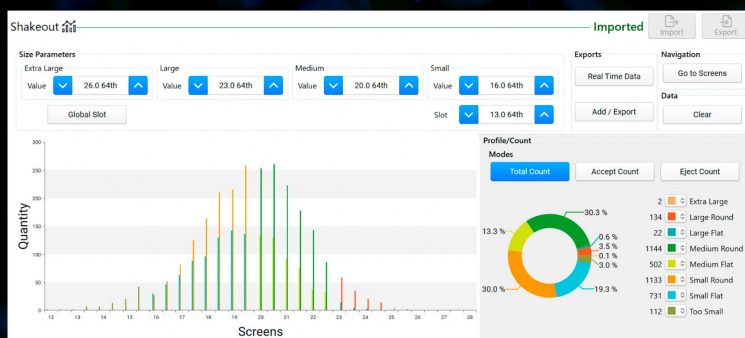 Shakeout
Imported
Import
Export
Size Parameters
Extra Large
Large
Medium
Small
Value
26.0 64th
Value
23.0 64th
Value
20.0 64th
Value
16.0 64th
Global Slot
Slot
13.0 64th
Exports
Real Time Data
Add / Export
Navigation
Go to Screens
Data
Clear
300
250
200
150
100
50
0
Quantity
12 13 14 15 16 17 18 19 20 21 22 23 24 25 26 27 28
Screens
Profile/Count
Modes
Total Count
Accept Count
Eject Count
30.3 %
0.6 %
3.5 %
0.1 %
3.0 %
19.3 %
30.0 %
13.3 %
2 Extra Large
134 Large Round
22 Large Flat
1144 Medium Round
502 Medium Flat
1133 Small Round
731 Small Flat
112 Too Small